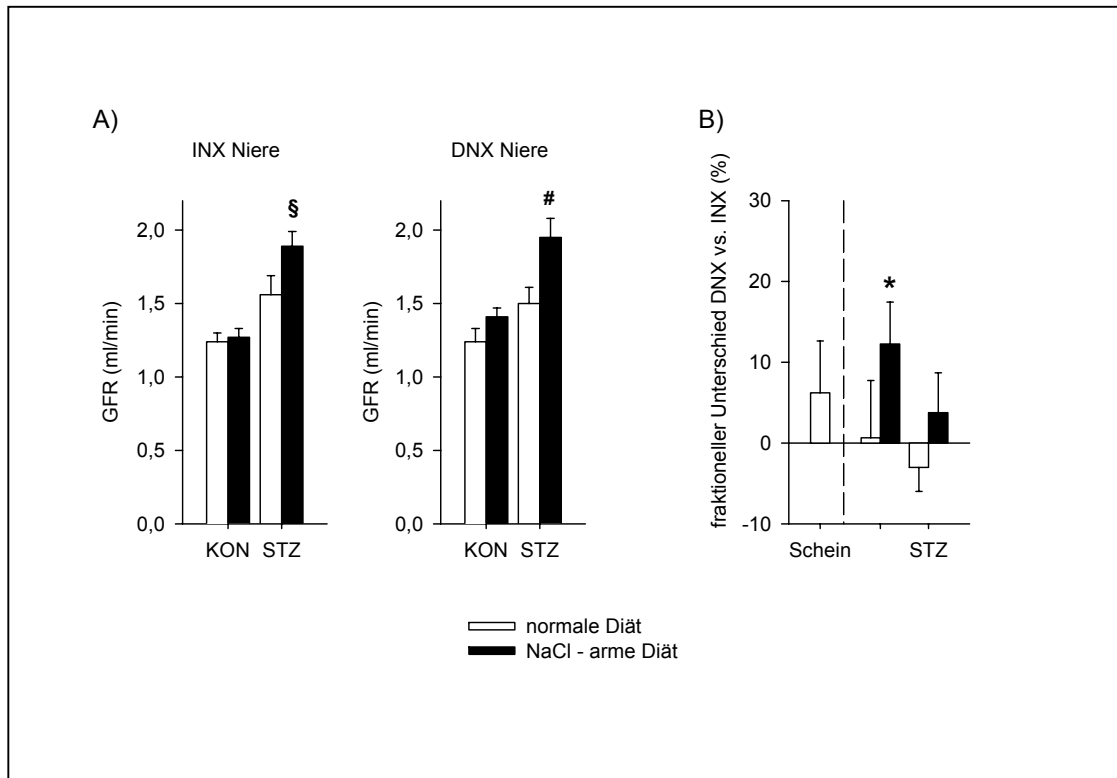 A)
INX Niere
§
2,0
1,5
1,0
0,5
0,0
GFR (ml/min)
KON STZ
DNX Niere
#
2,0
1,5
1,0
0,5
0,0
GFR (ml/min)
KON STZ
B)
fraktioneller Unterschied DNX vs. INX (%)
30
20
10
0
-10
*
Schein STZ
normale Diät
NaCl - arme Diät